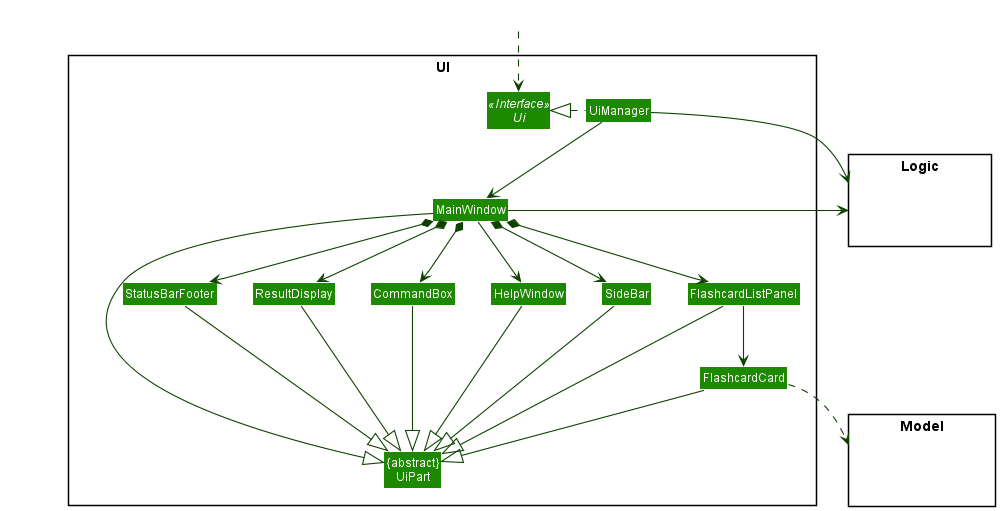 UI
«Interface»
Ui
UiManager
Logic
MainWindow
StatusBarFooter
ResultDisplay
CommandBox
HelpWindow
SideBar
FlashcardListPanel
FlashcardCard
Model
{abstract}
UiPart